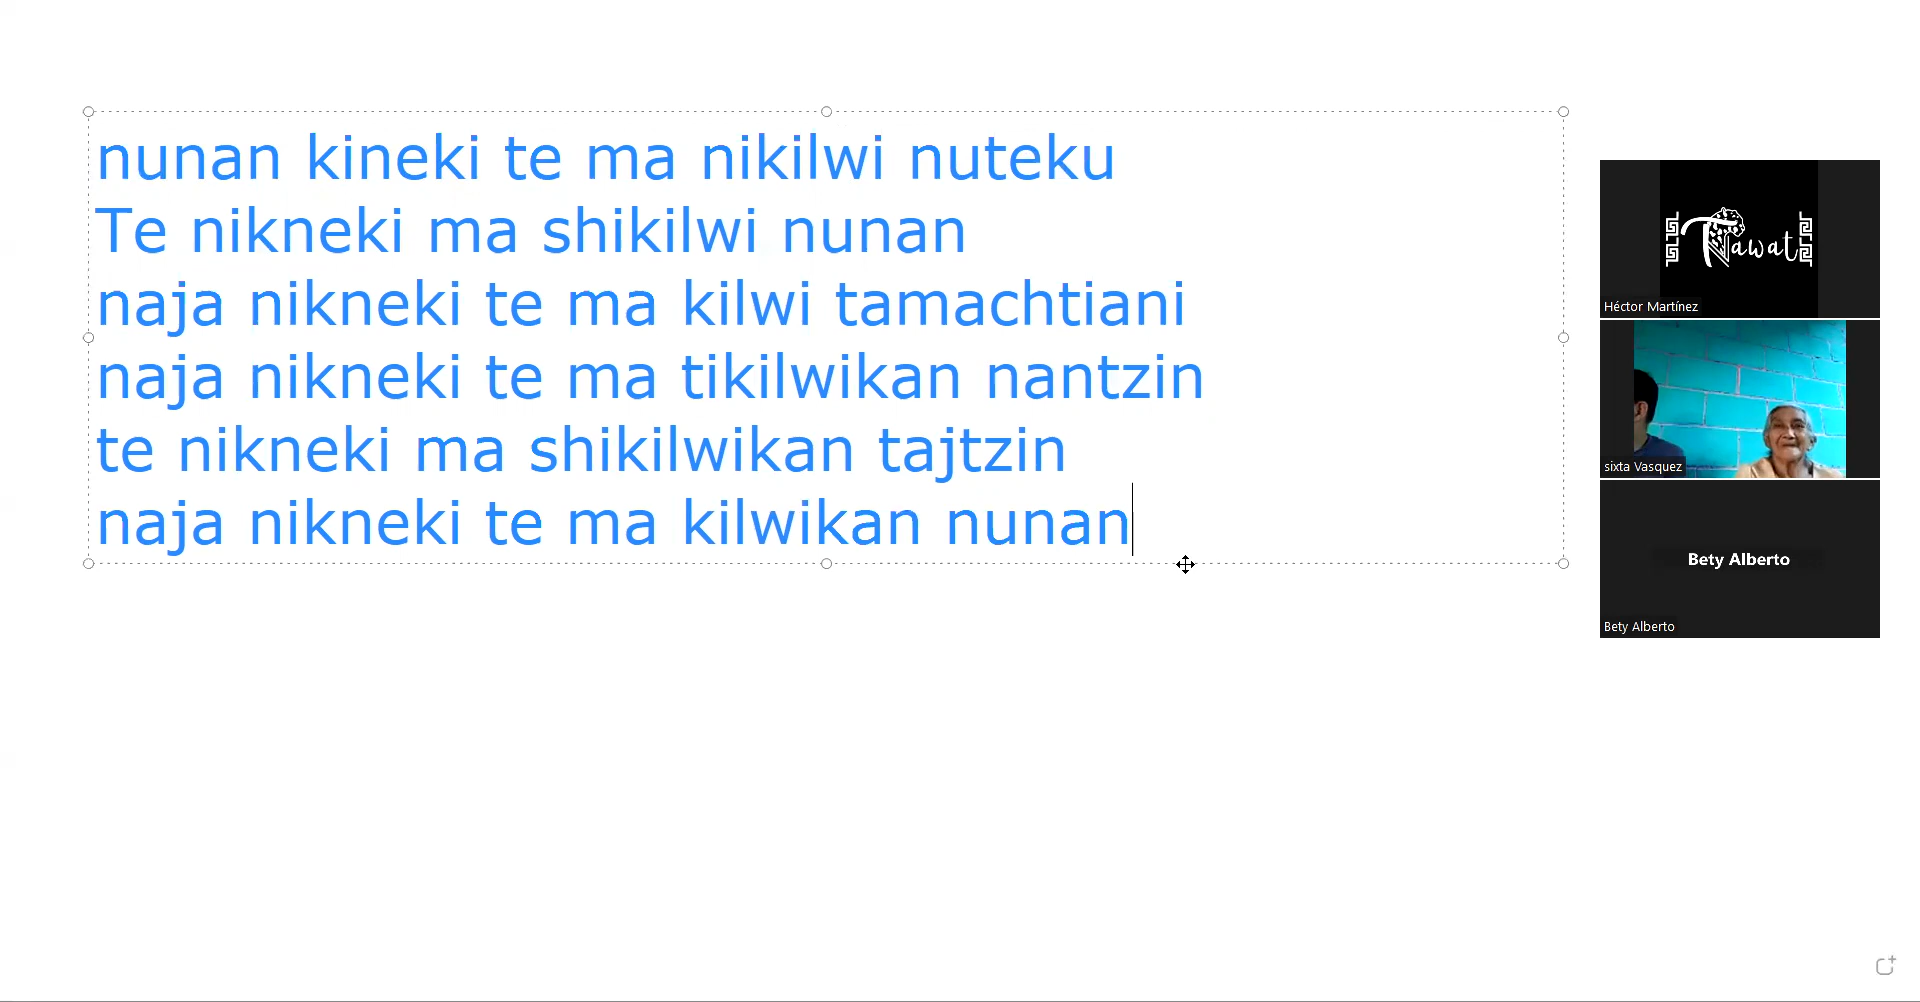 nunan kineki te ma nikilwi nuteku
Te nikneki ma shikilwi nunan
naja nikneki te ma kilwi tamachtiani
naja nikneki te ma tikilwikan nantzin
te nikneki ma shikilwikan tajtzin
naja nikneki te ma kilwikan nunan
Tawat
Héctor Martínez
sixta Vasquez
Bety Alberto
Bety Alberto